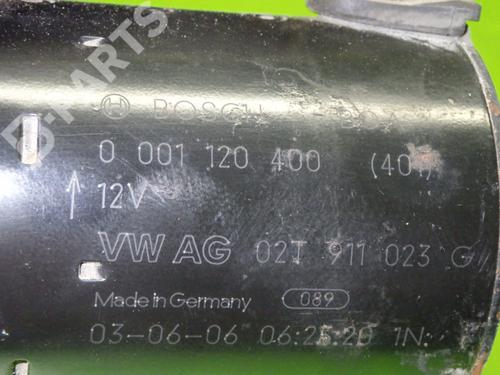 D-PARTS
BOSCH
0 001 120 400 (401)
12V
VW AG 02T 911 023 G
Made in Germany 089
03-06-06 06:25:20 1N: